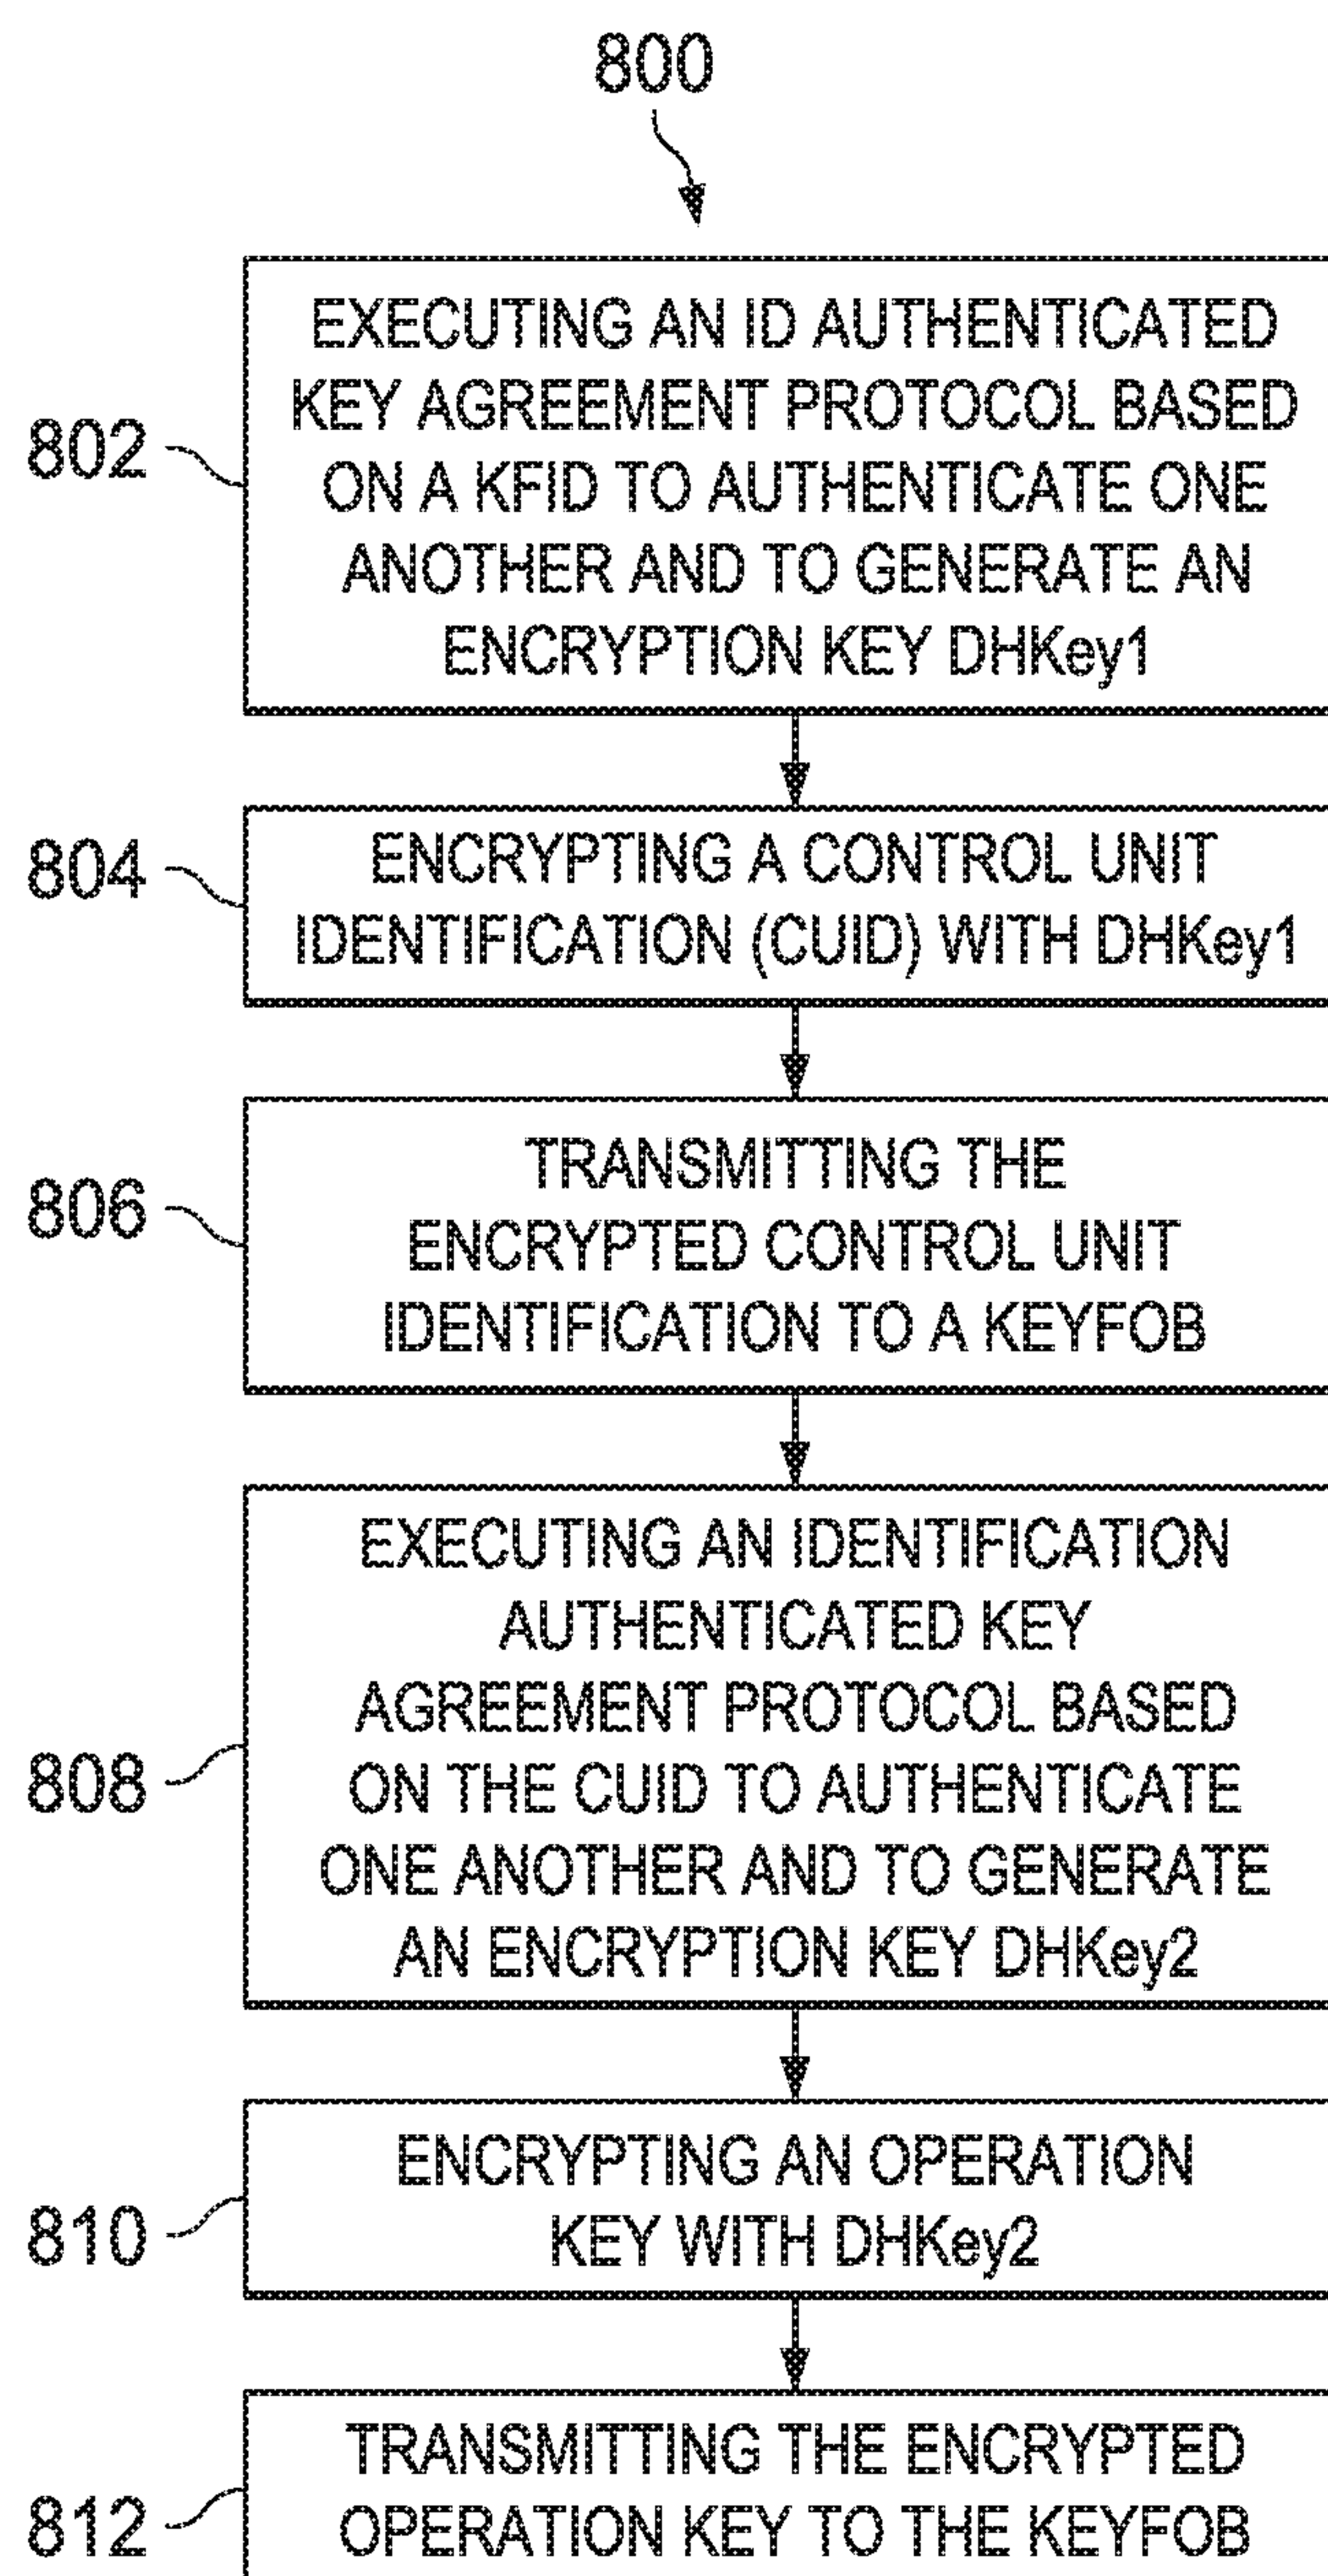 800
802
EXECUTING AN ID AUTHENTICATED
KEY AGREEMENT PROTOCOL BASED
ON A KFID TO AUTHENTICATE ONE
ANOTHER AND TO GENERATE AN
ENCRYPTION KEY DHKey1
804
ENCRYPTING A CONTROL UNIT
IDENTIFICATION (CUID) WITH DHKey1
806
TRANSMITTING THE
ENCRYPTED CONTROL UNIT
IDENTIFICATION TO A KEYFOB
808
EXECUTING AN IDENTIFICATION
AUTHENTICATED KEY
AGREEMENT PROTOCOL BASED
ON THE CUID TO AUTHENTICATE
ONE ANOTHER AND TO GENERATE
AN ENCRYPTION KEY DHKey2
810
ENCRYPTING AN OPERATION
KEY WITH DHKey2
812
TRANSMITTING THE ENCRYPTED
OPERATION KEY TO THE KEYFOB